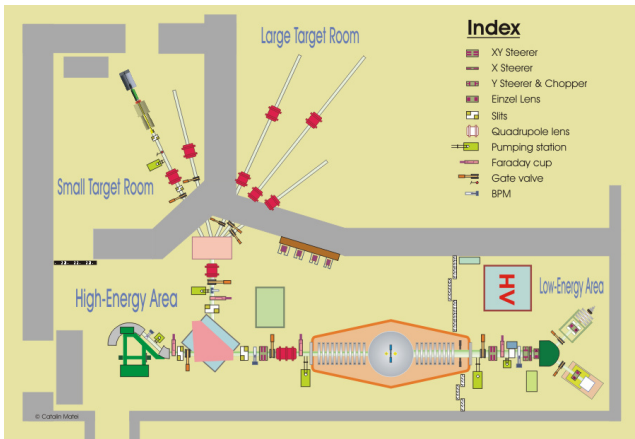 Large Target Room
Index
XY Steerer
X Steerer
Y Steerer & Chopper
Einzel Lens
Slits
Quadrupole lens
Pumping station
Faraday cup
Gate valve
BPM
Small Target Room
High-Energy Area
HV
Low-Energy Area
© Catalin Matei